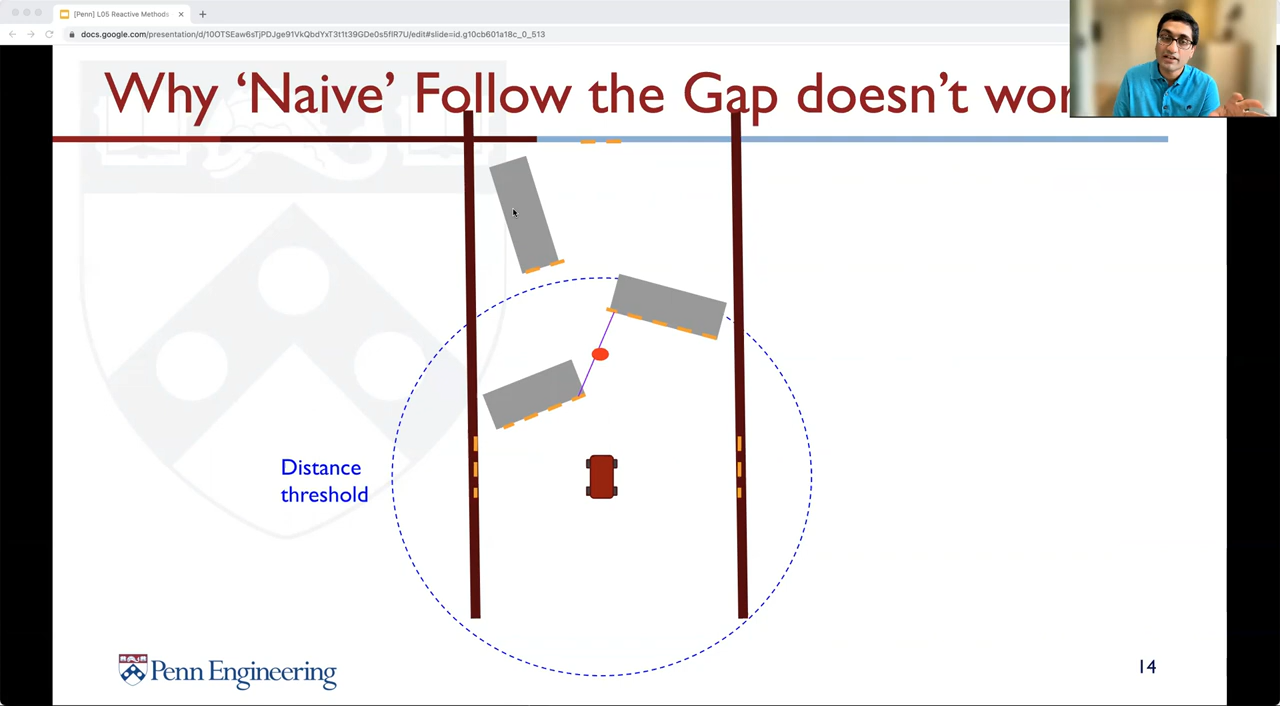 [Penn] L05 Reactive Methods
docs.google.com/presentation/d/10OTSEaw6sTjPDJge91VkQbdYxT3t1t39GDe0s5flR7U/edit#slide=id.g10cb601a18c_0_513
Why ‘Naive’ Follow the Gap doesn’t wor
Distance
threshold
Penn Engineering
14